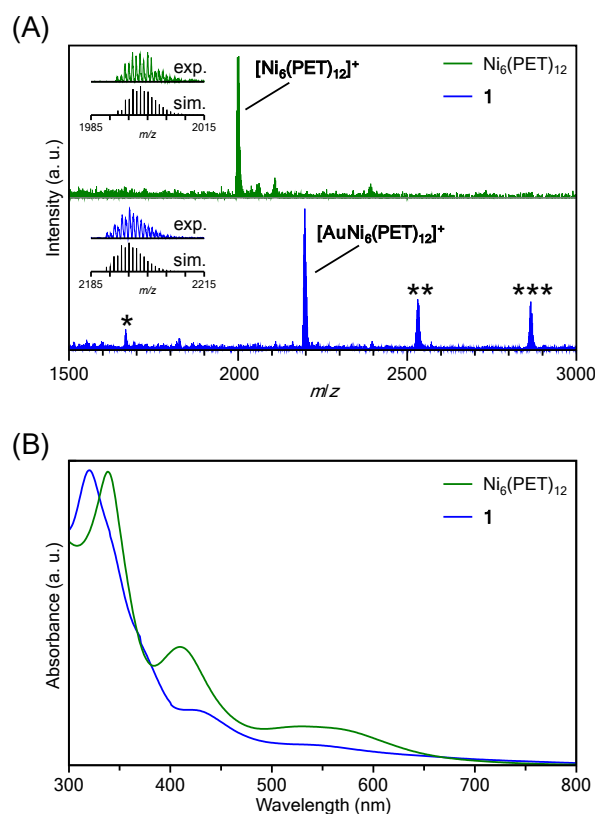 (A)
[Ni₆(PET)₁₂]⁺
Ni₆(PET)₁₂
1
exp.
sim.
1985 2015
m/z
Intensity (a. u.)
[AuNi₆(PET)₁₂]⁺
exp.
sim.
2185 2215
m/z
* ** ***
1500 2000 2500 3000
m/z
(B)
Ni₆(PET)₁₂
1
Absorbance (a. u.)
300 400 500 600 700 800
Wavelength (nm)